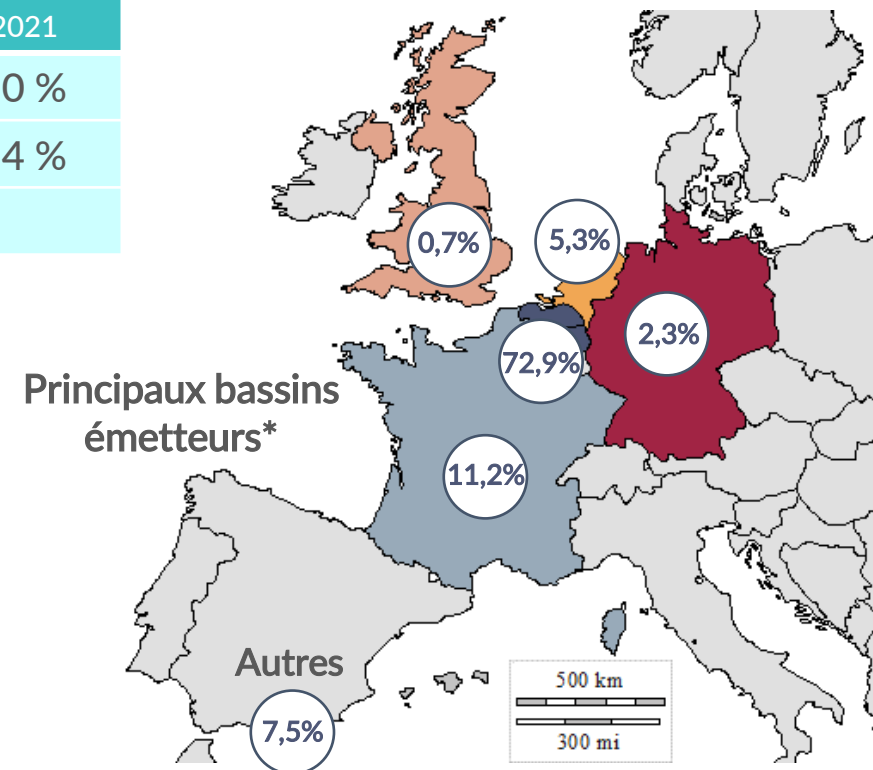 2021
0 %
4 %
0,7%
5,3%
2,3%
72,9%
Principaux bassins
émetteurs*
11,2%
Autres
7,5%
500 km
300 mi